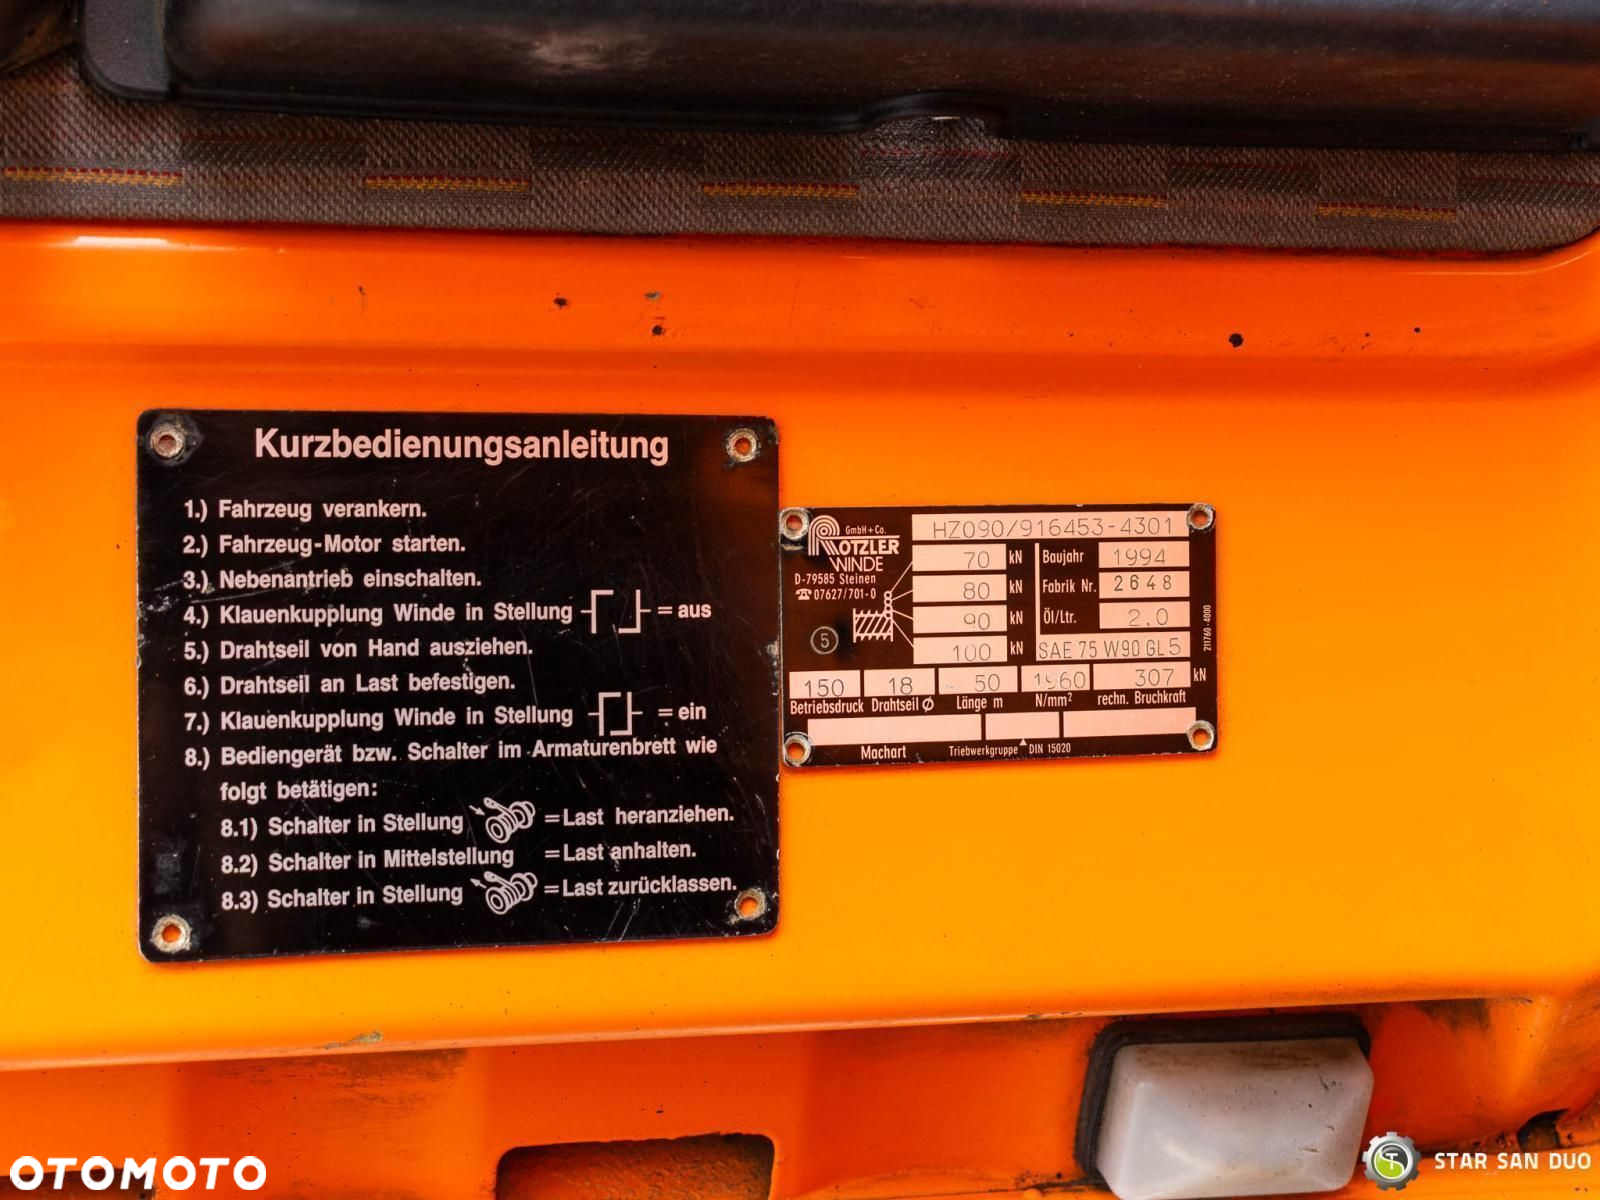 Kurzbedienungsanleitung
1.) Fahrzeug verankern.
2.) Fahrzeug-Motor starten.
3.) Nebenantrieb einschalten.
4.) Klauenkupplung Winde in Stellung = aus
5.) Drahtseil von Hand ausziehen.
6.) Drahtseil an Last befestigen.
7.) Klauenkupplung Winde in Stellung = ein
8.) Bediengerät bzw. Schalter im Armaturenbrett wie
folgt betätigen:
8.1) Schalter in Stellung = Last heranziehen.
8.2) Schalter in Mittelstellung = Last anhalten.
8.3) Schalter in Stellung = Last zurücklassen.
GmbH + Co.
ROTZLER
WINDE
D-79585 Steinen
☎ 07627/701-0
5
HZ090/916453-4301
70 kN
80 kN
90 kN
100 kN
Baujahr 1994
Fabrik Nr. 2648
Öl/Ltr. 2.0
SAE 75 W90 GL5
211760-4000
150 18 50 1960 307 kN
Betriebsdruck Drahtseil Ø Länge m N/mm² rechn. Bruchkraft
Machart Triebwerkgruppe DIN 15020
OTOMOTO
ST STAR SAN DUO